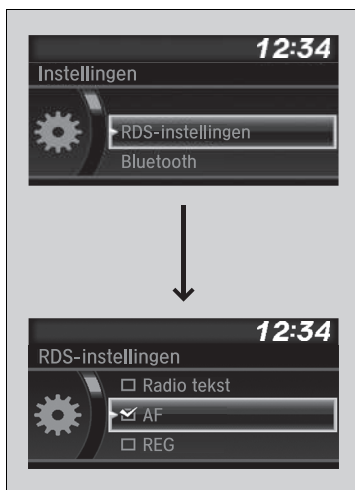 12:34
Instellingen
RDS-instellingen
Bluetooth
12:34
RDS-instellingen
Radio tekst
AF
REG